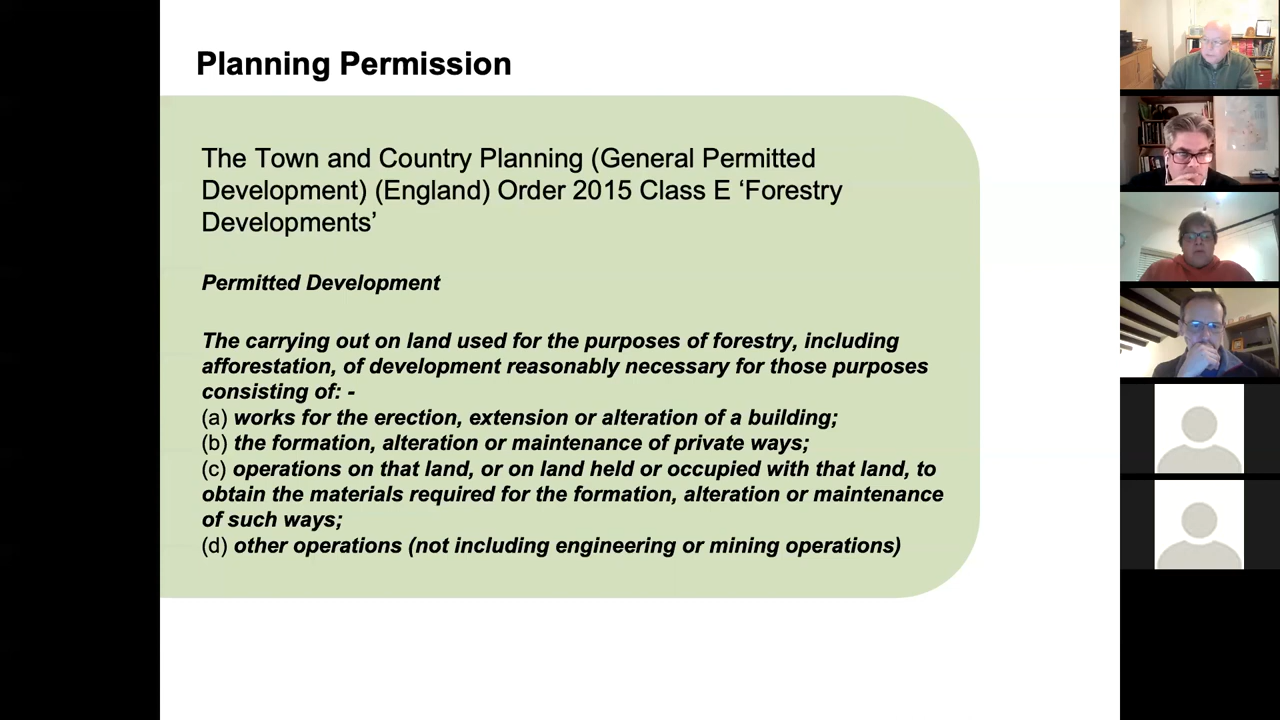 Planning Permission
The Town and Country Planning (General Permitted
Development) (England) Order 2015 Class E ‘Forestry
Developments’
Permitted Development
The carrying out on land used for the purposes of forestry, including
afforestation, of development reasonably necessary for those purposes
consisting of: -
(a) works for the erection, extension or alteration of a building;
(b) the formation, alteration or maintenance of private ways;
(c) operations on that land, or on land held or occupied with that land, to
obtain the materials required for the formation, alteration or maintenance
of such ways;
(d) other operations (not including engineering or mining operations)